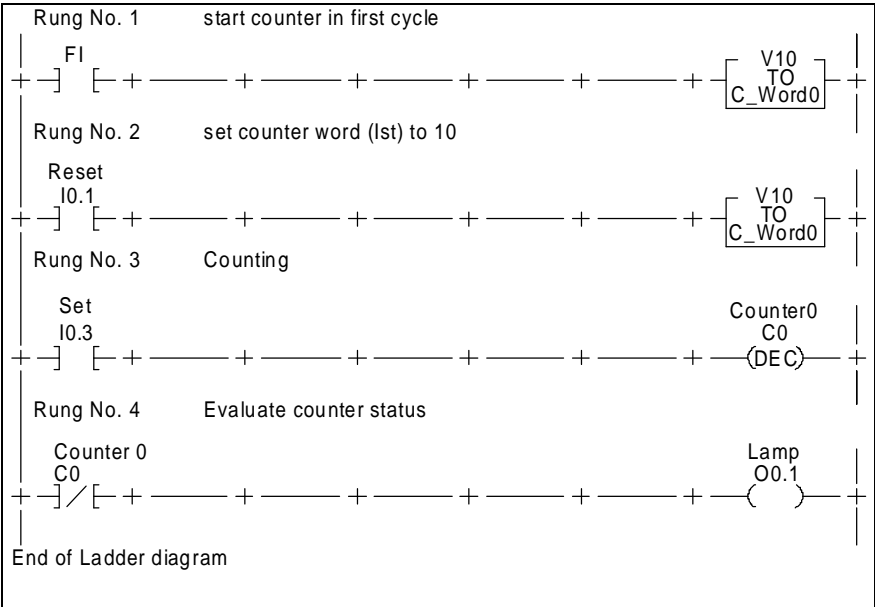 Rung No. 1 start counter in first cycle
FI
V10
TO
C_Word0
Rung No. 2 set counter word (Ist) to 10
Reset
I0.1
V10
TO
C_Word0
Rung No. 3 Counting
Set
I0.3
Counter0
C0
(DEC)
Rung No. 4 Evaluate counter status
Counter 0
C0
Lamp
O0.1
End of Ladder diagram